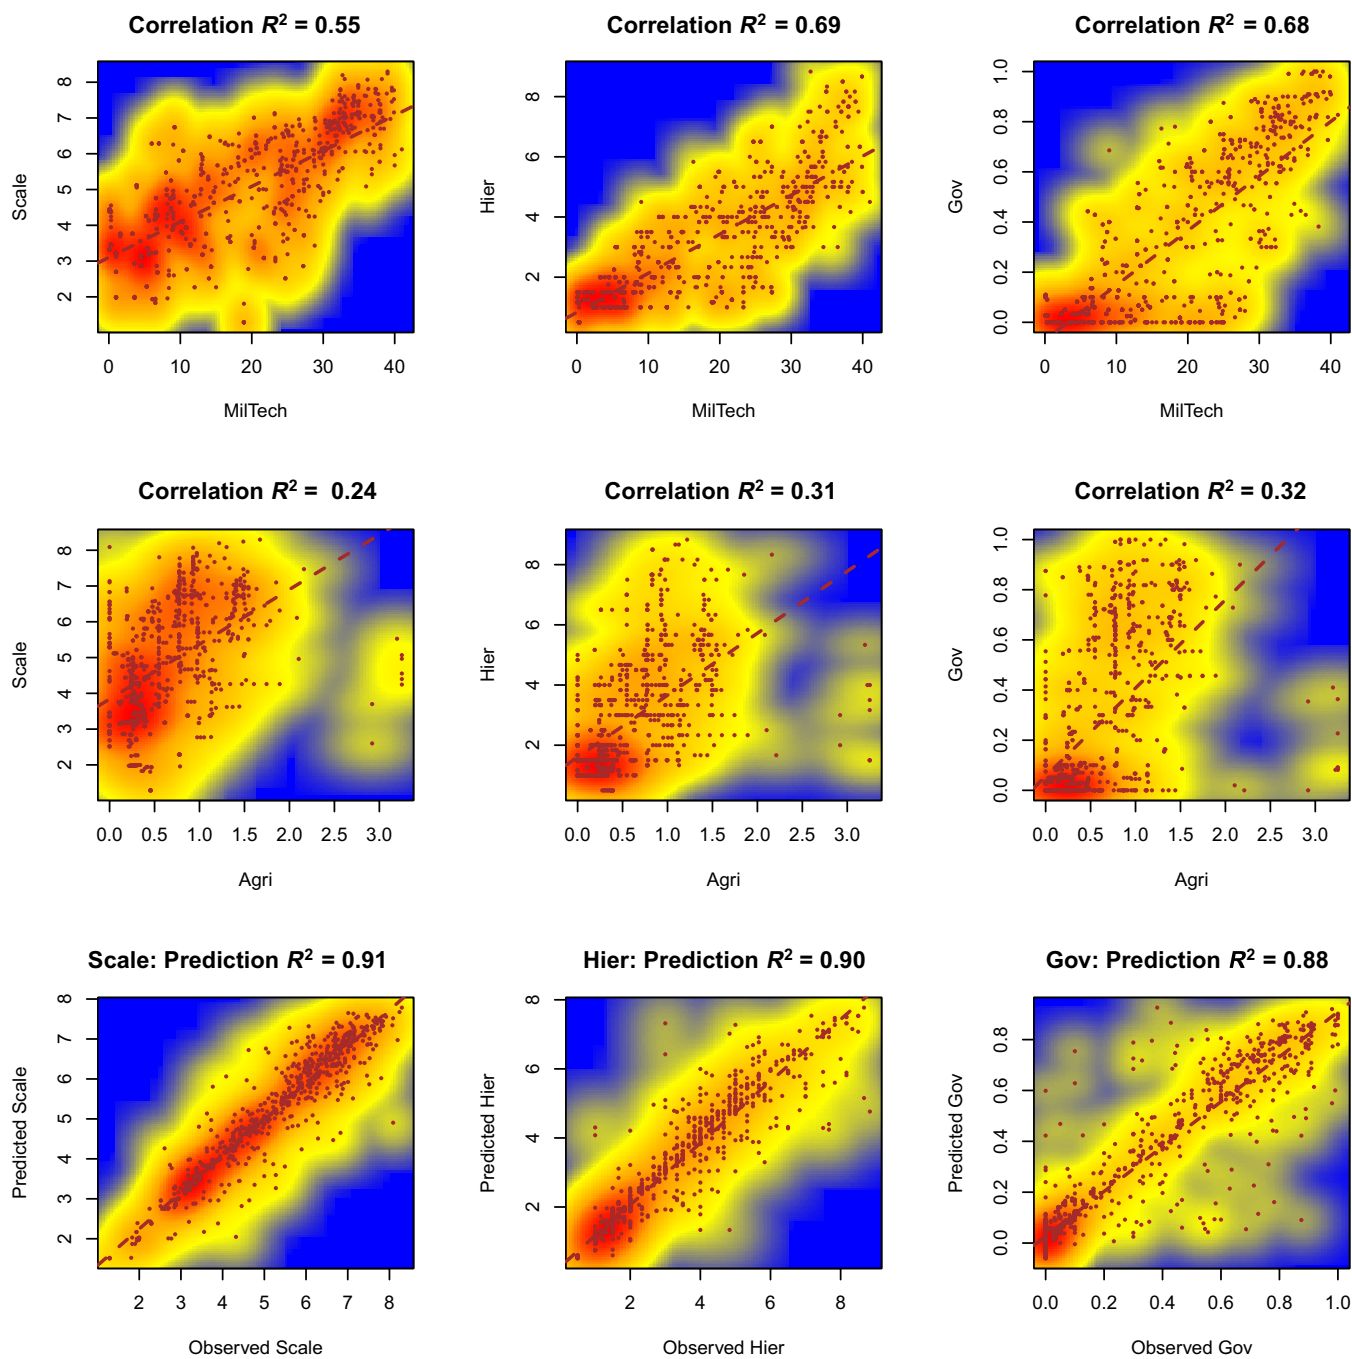 Correlation R² = 0.55
Correlation R² = 0.69
Correlation R² = 0.68
Scale
8
7
6
5
4
3
2
0 10 20 30 40
MilTech
Hier
8
6
4
2
0 10 20 30 40
MilTech
Gov
1.0
0.8
0.6
0.4
0.2
0.0
0 10 20 30 40
MilTech
Correlation R² = 0.24
Correlation R² = 0.31
Correlation R² = 0.32
Scale
8
7
6
5
4
3
2
0.0 0.5 1.0 1.5 2.0 2.5 3.0
Agri
Hier
8
6
4
2
0.0 0.5 1.0 1.5 2.0 2.5 3.0
Agri
Gov
1.0
0.8
0.6
0.4
0.2
0.0
0.0 0.5 1.0 1.5 2.0 2.5 3.0
Agri
Scale: Prediction R² = 0.91
Hier: Prediction R² = 0.90
Gov: Prediction R² = 0.88
Predicted Scale
8
7
6
5
4
3
2
2 3 4 5 6 7 8
Observed Scale
Predicted Hier
8
6
4
2
2 4 6 8
Observed Hier
Predicted Gov
0.8
0.6
0.4
0.2
0.0
0.0 0.2 0.4 0.6 0.8 1.0
Observed Gov